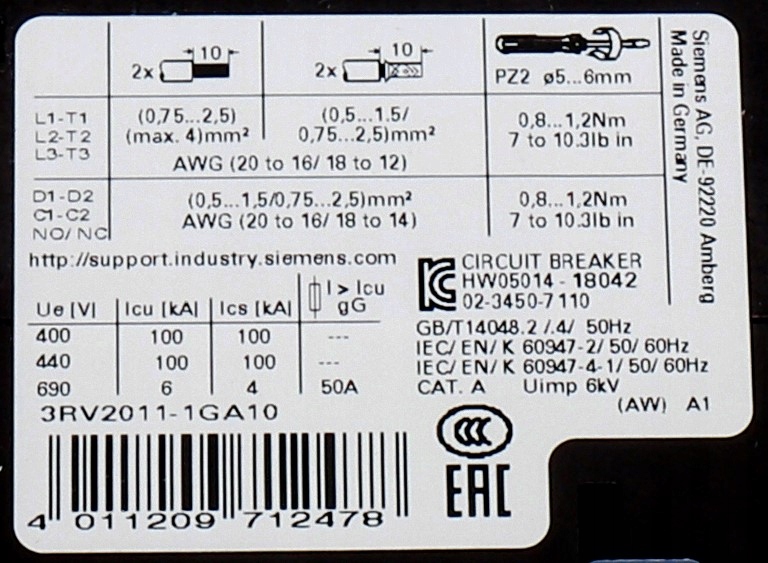 10
2x
10
2x
PZ2 ø5...6mm
L1-T1
L2-T2
L3-T3
(0,75...2,5)
(max. 4)mm²
(0,5...1.5/
0,75...2,5)mm²
AWG (20 to 16/ 18 to 12)
0,8...1,2Nm
7 to 10.3lb in
D1-D2
C1-C2
NO/ NC
(0,5...1,5/0,75...2,5)mm²
AWG (20 to 16/ 18 to 14)
0,8...1,2Nm
7 to 10.3lb in
Siemens AG, DE-92220 Amberg
Made in Germany
http://support.industry.siemens.com
Ue [V] Icu [kA] Ics [kA] I > Icu
gG
400 100 100 ---
440 100 100 ---
690 6 4 50A
3RV2011-1GA10
4 011209 712478
CIRCUIT BREAKER
HW05014 - 18042
02-3450-7110
GB/T14048.2 /.4/ 50Hz
IEC/ EN/ K 60947-2/ 50/ 60Hz
IEC/ EN/ K 60947-4-1/ 50/ 60Hz
CAT. A Uimp 6kV
(AW) A1
CCC
EAC